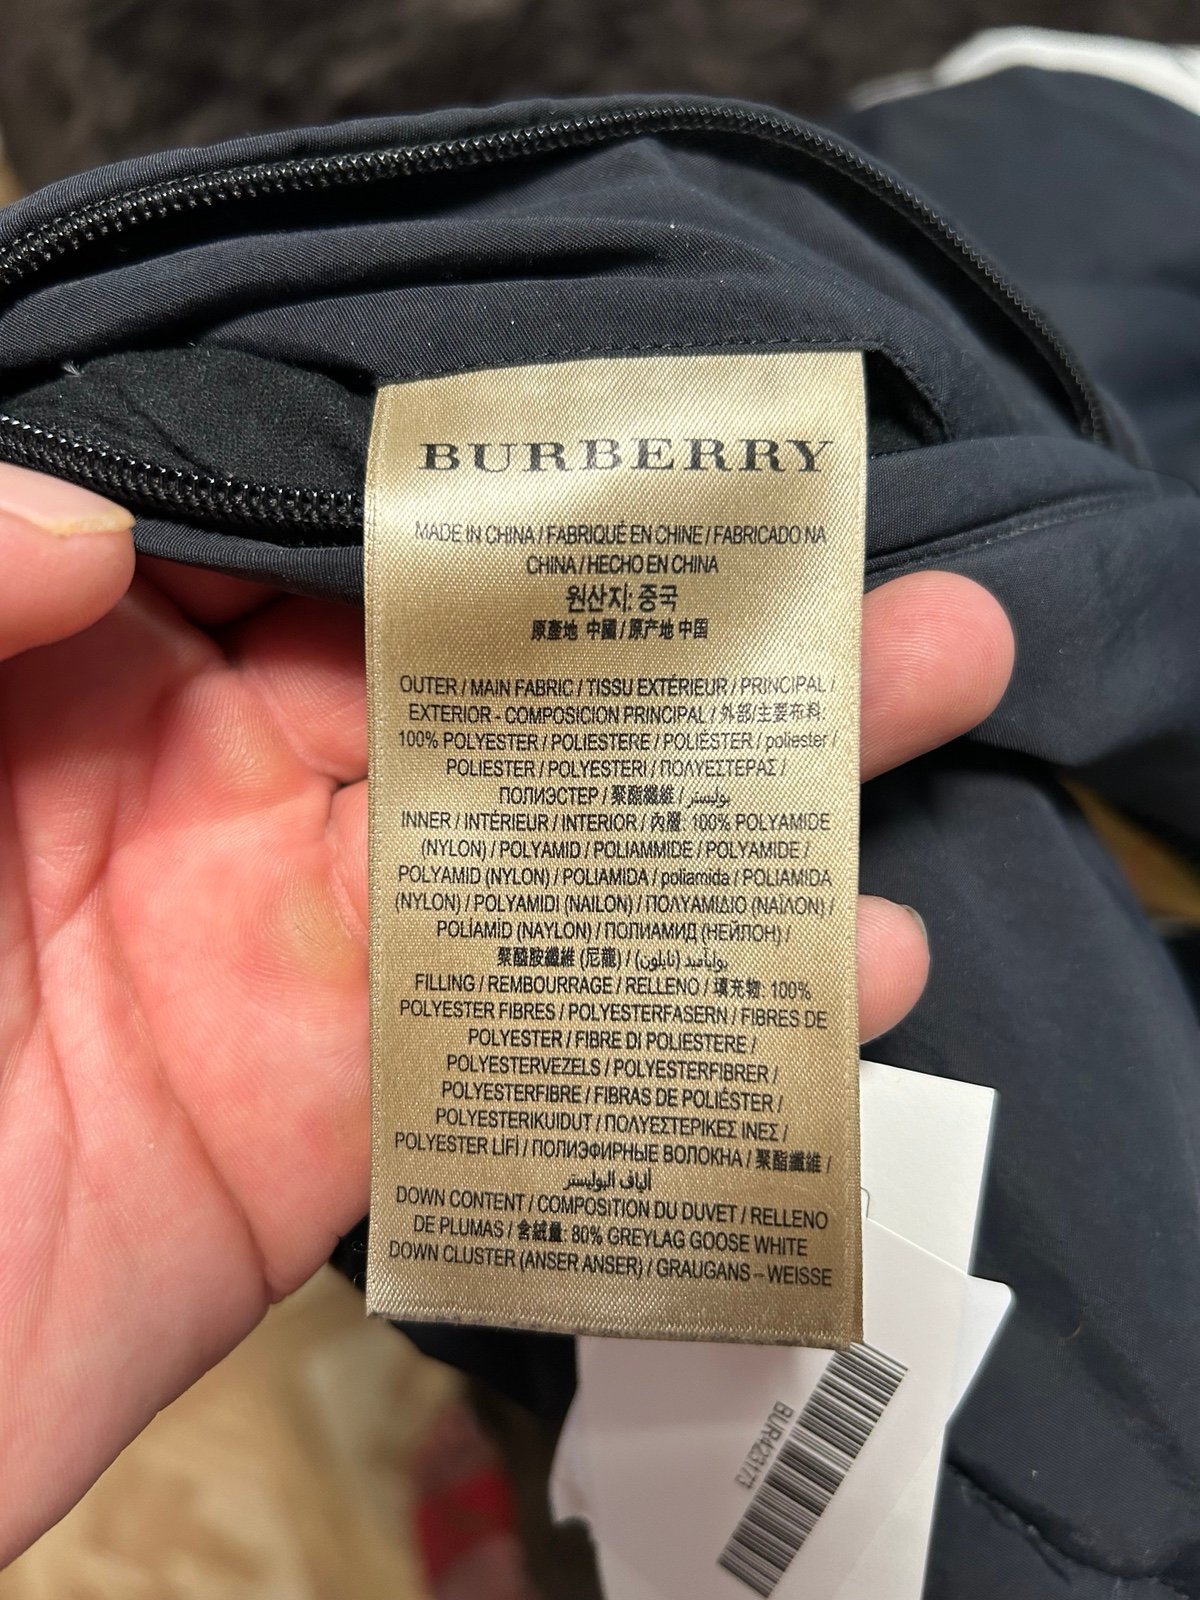 BURBERRY
MADE IN CHINA / FABRIQUÉ EN CHINE / FABRICADO NA
CHINA / HECHO EN CHINA
원산지: 중국
原產地 中國 / 原产地 中国
OUTER / MAIN FABRIC / TISSU EXTÉRIEUR / PRINCIPAL /
EXTERIOR - COMPOSICION PRINCIPAL / 外部/主要布料:
100% POLYESTER / POLIESTERE / POLIÉSTER / poliester /
POLIESTER / POLYESTERI / ΠΟΛΥΕΣΤΕΡΑΣ /
ПОЛИЭСТЕР / 聚酯纖維 / بوليستر
INNER / INTÉRIEUR / INTERIOR / 內層: 100% POLYAMIDE
(NYLON) / POLYAMID / POLIAMMIDE / POLYAMIDE /
POLYAMID (NYLON) / POLIAMIDA / poliamida / POLIAMIDA
(NYLON) / POLYAMIDI (NAILON) / ΠΟΛΥΑΜΙΔΙΟ (ΝΑΪΛΟΝ) /
POLİAMİD (NAYLON) / ПОЛИАМИД (НЕЙЛОН) /
聚醯胺纖維 (尼龍) / بولياميد (نايلون)
FILLING / REMBOURRAGE / RELLENO / 填充物: 100%
POLYESTER FIBRES / POLYESTERFASERN / FIBRES DE
POLYESTER / FIBRE DI POLIESTERE /
POLYESTERVEZELS / POLYESTERFIBRER /
POLYESTERFIBRE / FIBRAS DE POLIÉSTER /
POLYESTERIKUIDUT / ΠΟΛΥΕΣΤΕΡΙΚΕΣ ΙΝΕΣ /
POLYESTER LİFİ / ПОЛИЭФИРНЫЕ ВОЛОКНА / 聚酯纖維 /
ألياف البوليستر
DOWN CONTENT / COMPOSITION DU DUVET / RELLENO
DE PLUMAS / 含絨量: 80% GREYLAG GOOSE WHITE
DOWN CLUSTER (ANSER ANSER) / GRAUGANS – WEISSE
BUR423173